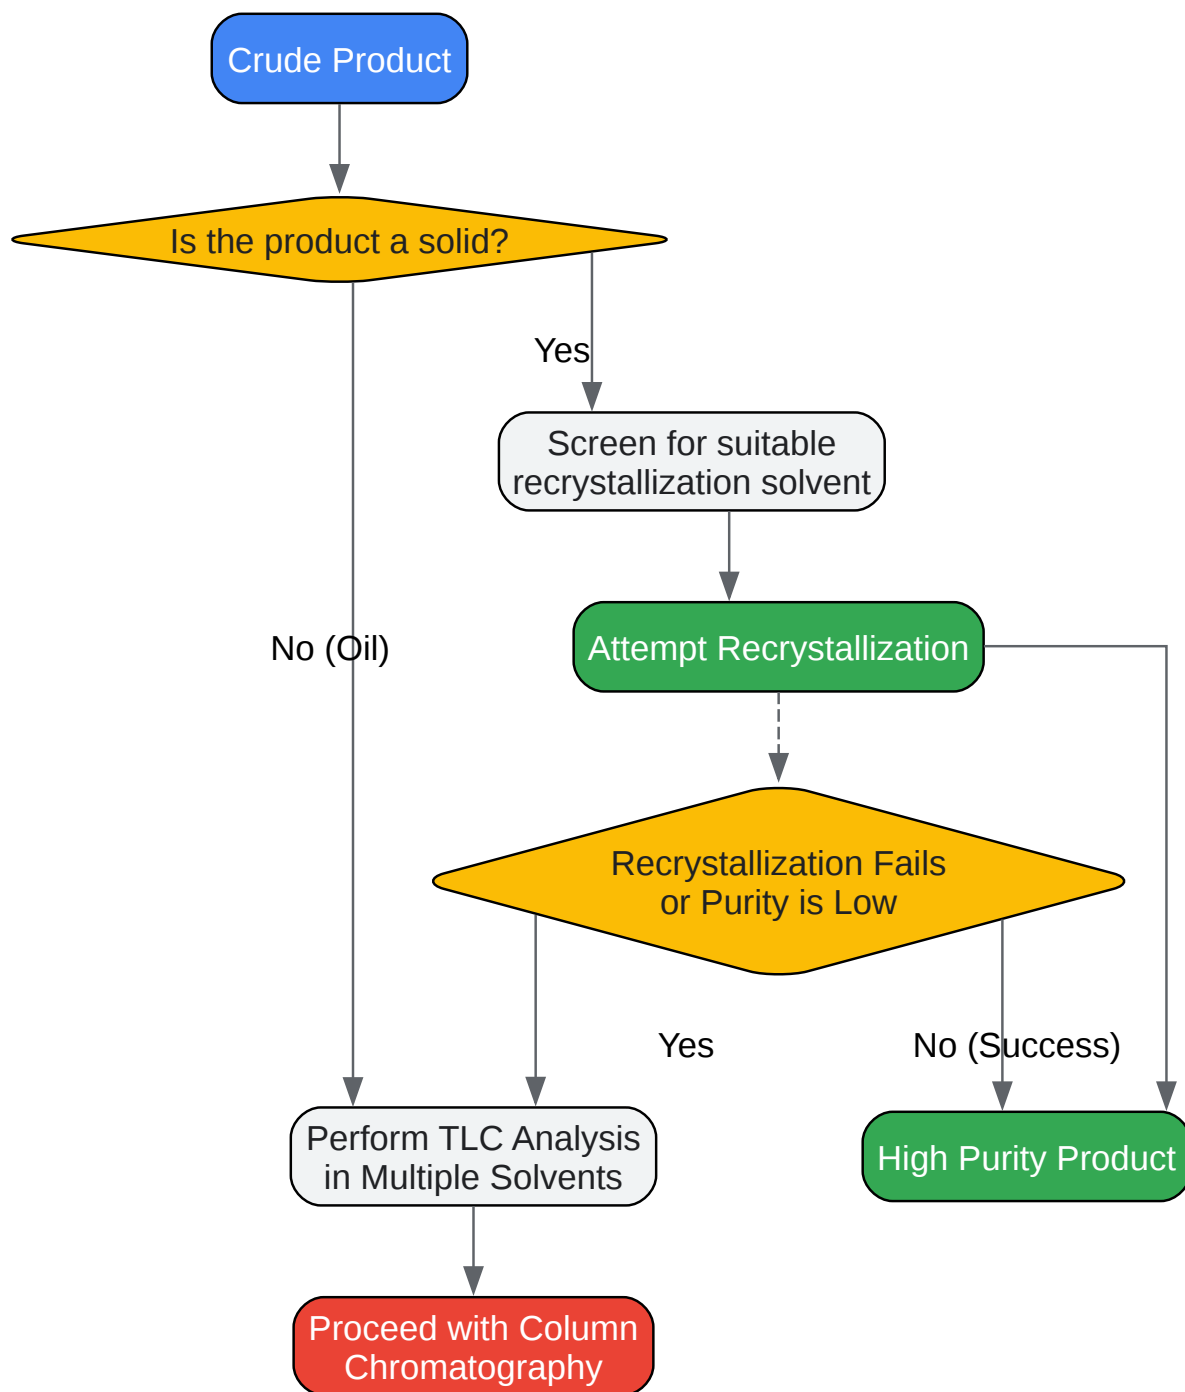 Crude Product
Is the product a solid?
Yes
Screen for suitable
recrystallization solvent
No (Oil)
Attempt Recrystallization
Recrystallization Fails
or Purity is Low
Yes
No (Success)
Perform TLC Analysis
in Multiple Solvents
High Purity Product
Proceed with Column
Chromatography